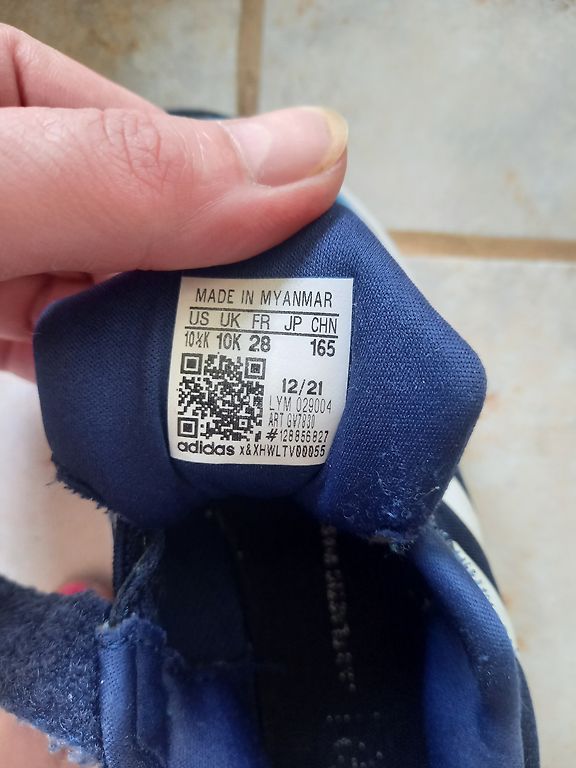 MADE IN MYANMAR
US UK FR JP CHN
10½K 10K 28 165
12/21
LYM 029004
ART GV7830
#128856827
adidas x&XHWLTV00055